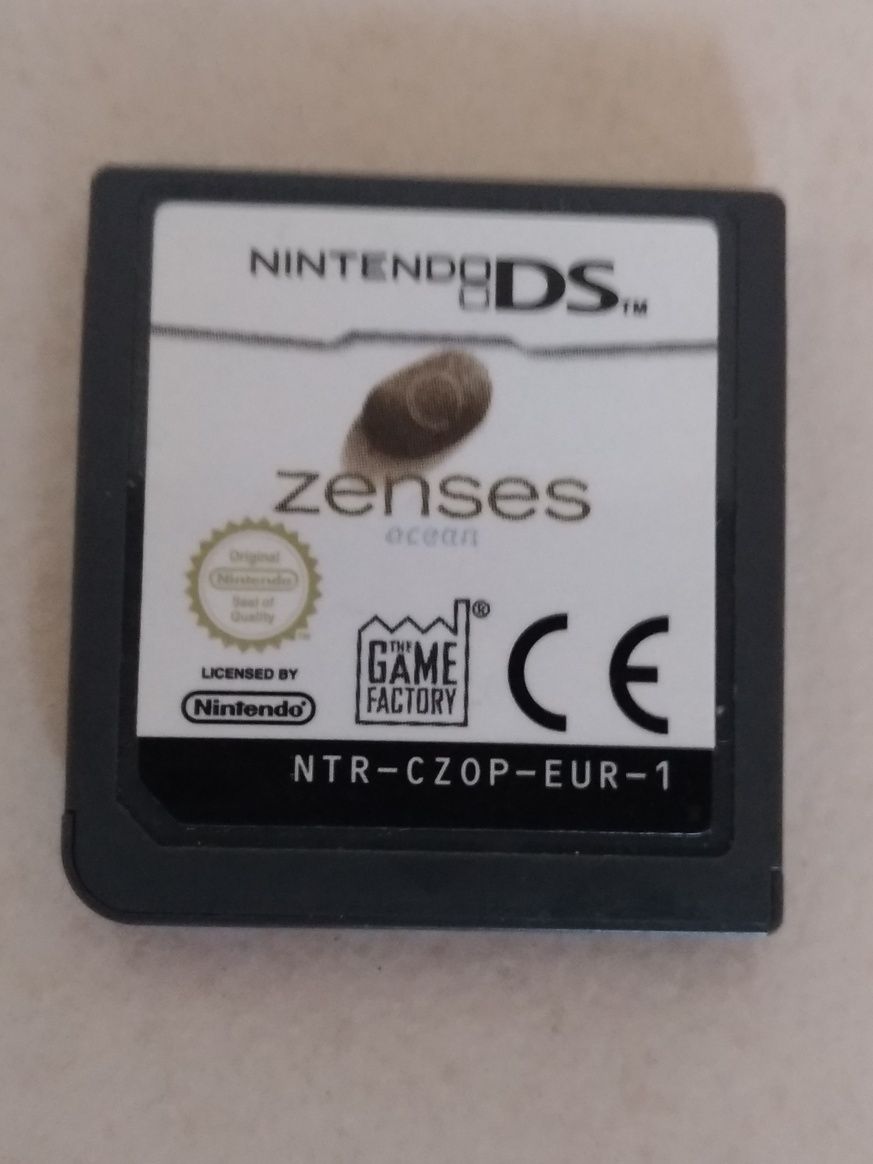 NINTENDO DS™
zenses
ocean
Original
Nintendo
Seal of
Quality
™
LICENSED BY
Nintendo®
THE
GAME
FACTORY
®
CE
NTR-CZOP-EUR-1